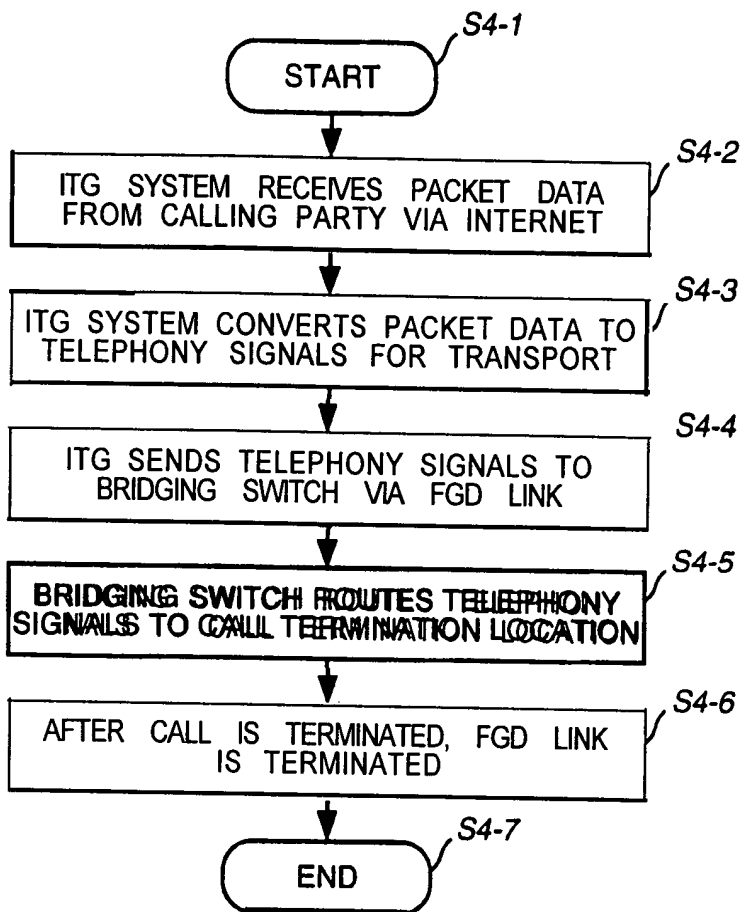 S4-1
START
S4-2
ITG SYSTEM RECEIVES PACKET DATA
FROM CALLING PARTY VIA INTERNET
S4-3
ITG SYSTEM CONVERTS PACKET DATA TO
TELEPHONY SIGNALS FOR TRANSPORT
S4-4
ITG SENDS TELEPHONY SIGNALS TO
BRIDGING SWITCH VIA FGD LINK
S4-5
BRIDGING SWITCH ROUTES TELEPHONY
SIGNALS TO CALL TERMINATION LOCATION
S4-6
AFTER CALL IS TERMINATED, FGD LINK
IS TERMINATED
S4-7
END